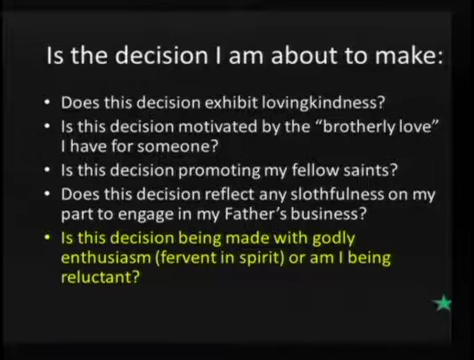 Is the decision I am about to make:
• Does this decision exhibit lovingkindness?
• Is this decision motivated by the “brotherly love”
I have for someone?
• Is this decision promoting my fellow saints?
• Does this decision reflect any slothfulness on my
part to engage in my Father’s business?
• Is this decision being made with godly
enthusiasm (fervent in spirit) or am I being
reluctant?